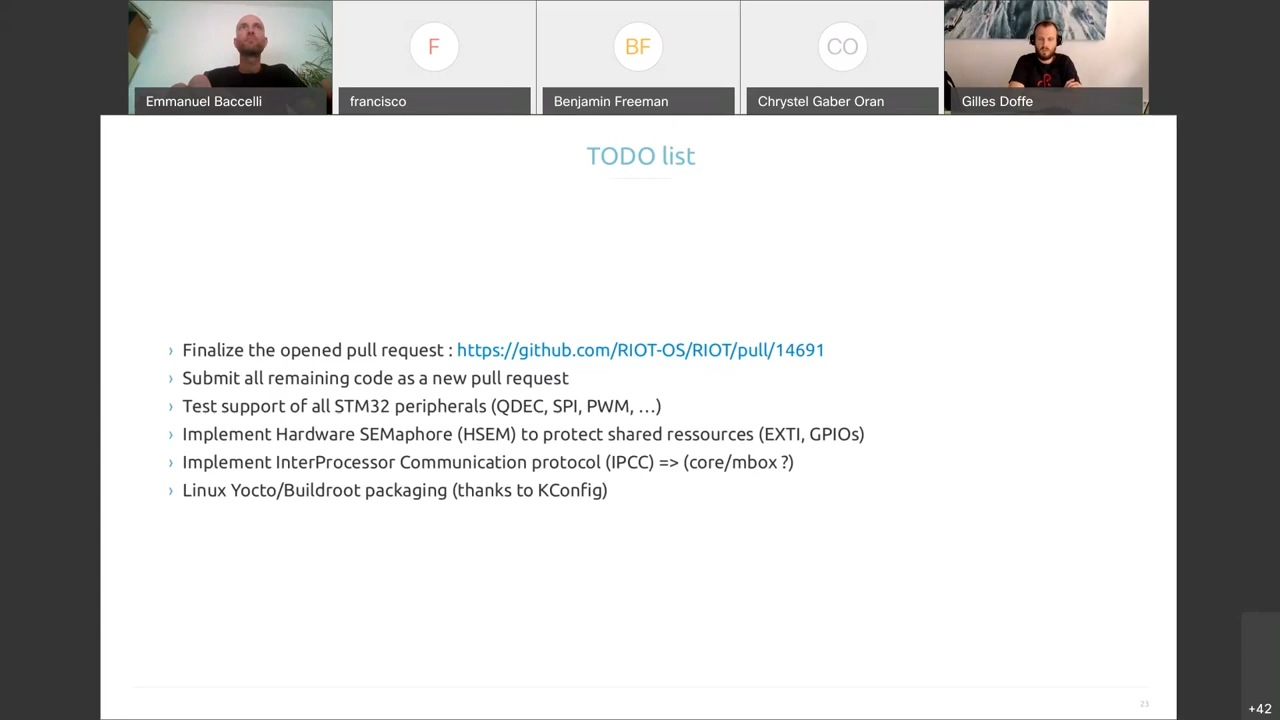 F
BF
CO
Emmanuel Baccelli
francisco
Benjamin Freeman
Chrystel Gaber Oran
Gilles Doffe
TODO list
› Finalize the opened pull request : https://github.com/RIOT-OS/RIOT/pull/14691
› Submit all remaining code as a new pull request
› Test support of all STM32 peripherals (QDEC, SPI, PWM, …)
› Implement Hardware SEMaphore (HSEM) to protect shared ressources (EXTI, GPIOs)
› Implement InterProcessor Communication protocol (IPCC) => (core/mbox ?)
› Linux Yocto/Buildroot packaging (thanks to KConfig)
23
+42